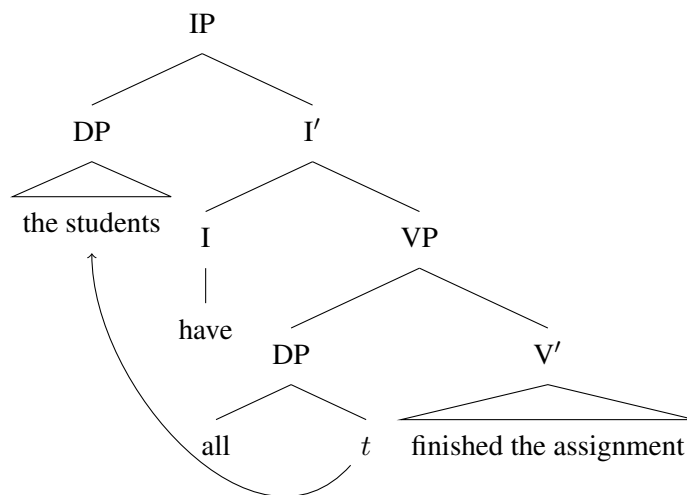 IP
DP I′
the students I VP
have
DP V′
all t finished the assignment